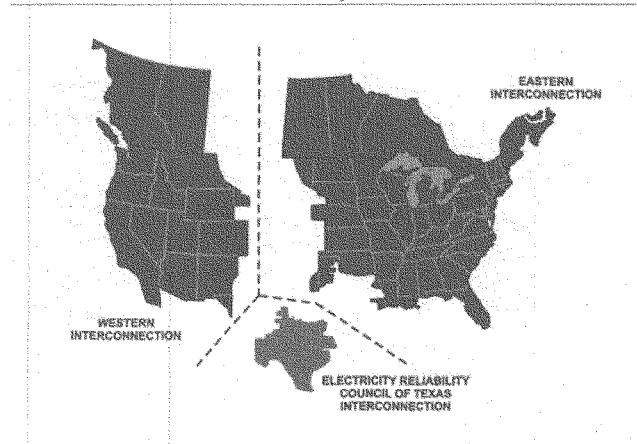 EASTERN
INTERCONNECTION
WESTERN
INTERCONNECTION
ELECTRICITY RELIABILITY
COUNCIL OF TEXAS
INTERCONNECTION